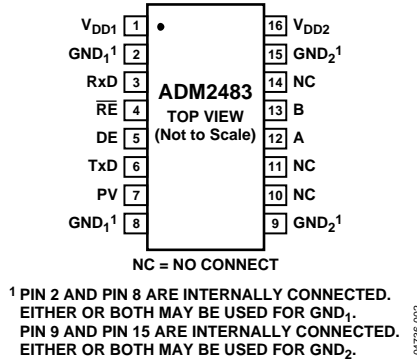 VDD1 1 16 VDD2
GND1¹ 2 15 GND2¹
RxD 3 14 NC
ADM2483
R̅E̅ 4 13 B
TOP VIEW
DE 5 12 A
(Not to Scale)
TxD 6 11 NC
PV 7 10 NC
GND1¹ 8 9 GND2¹
NC = NO CONNECT
¹ PIN 2 AND PIN 8 ARE INTERNALLY CONNECTED.
EITHER OR BOTH MAY BE USED FOR GND1.
PIN 9 AND PIN 15 ARE INTERNALLY CONNECTED.
EITHER OR BOTH MAY BE USED FOR GND2.